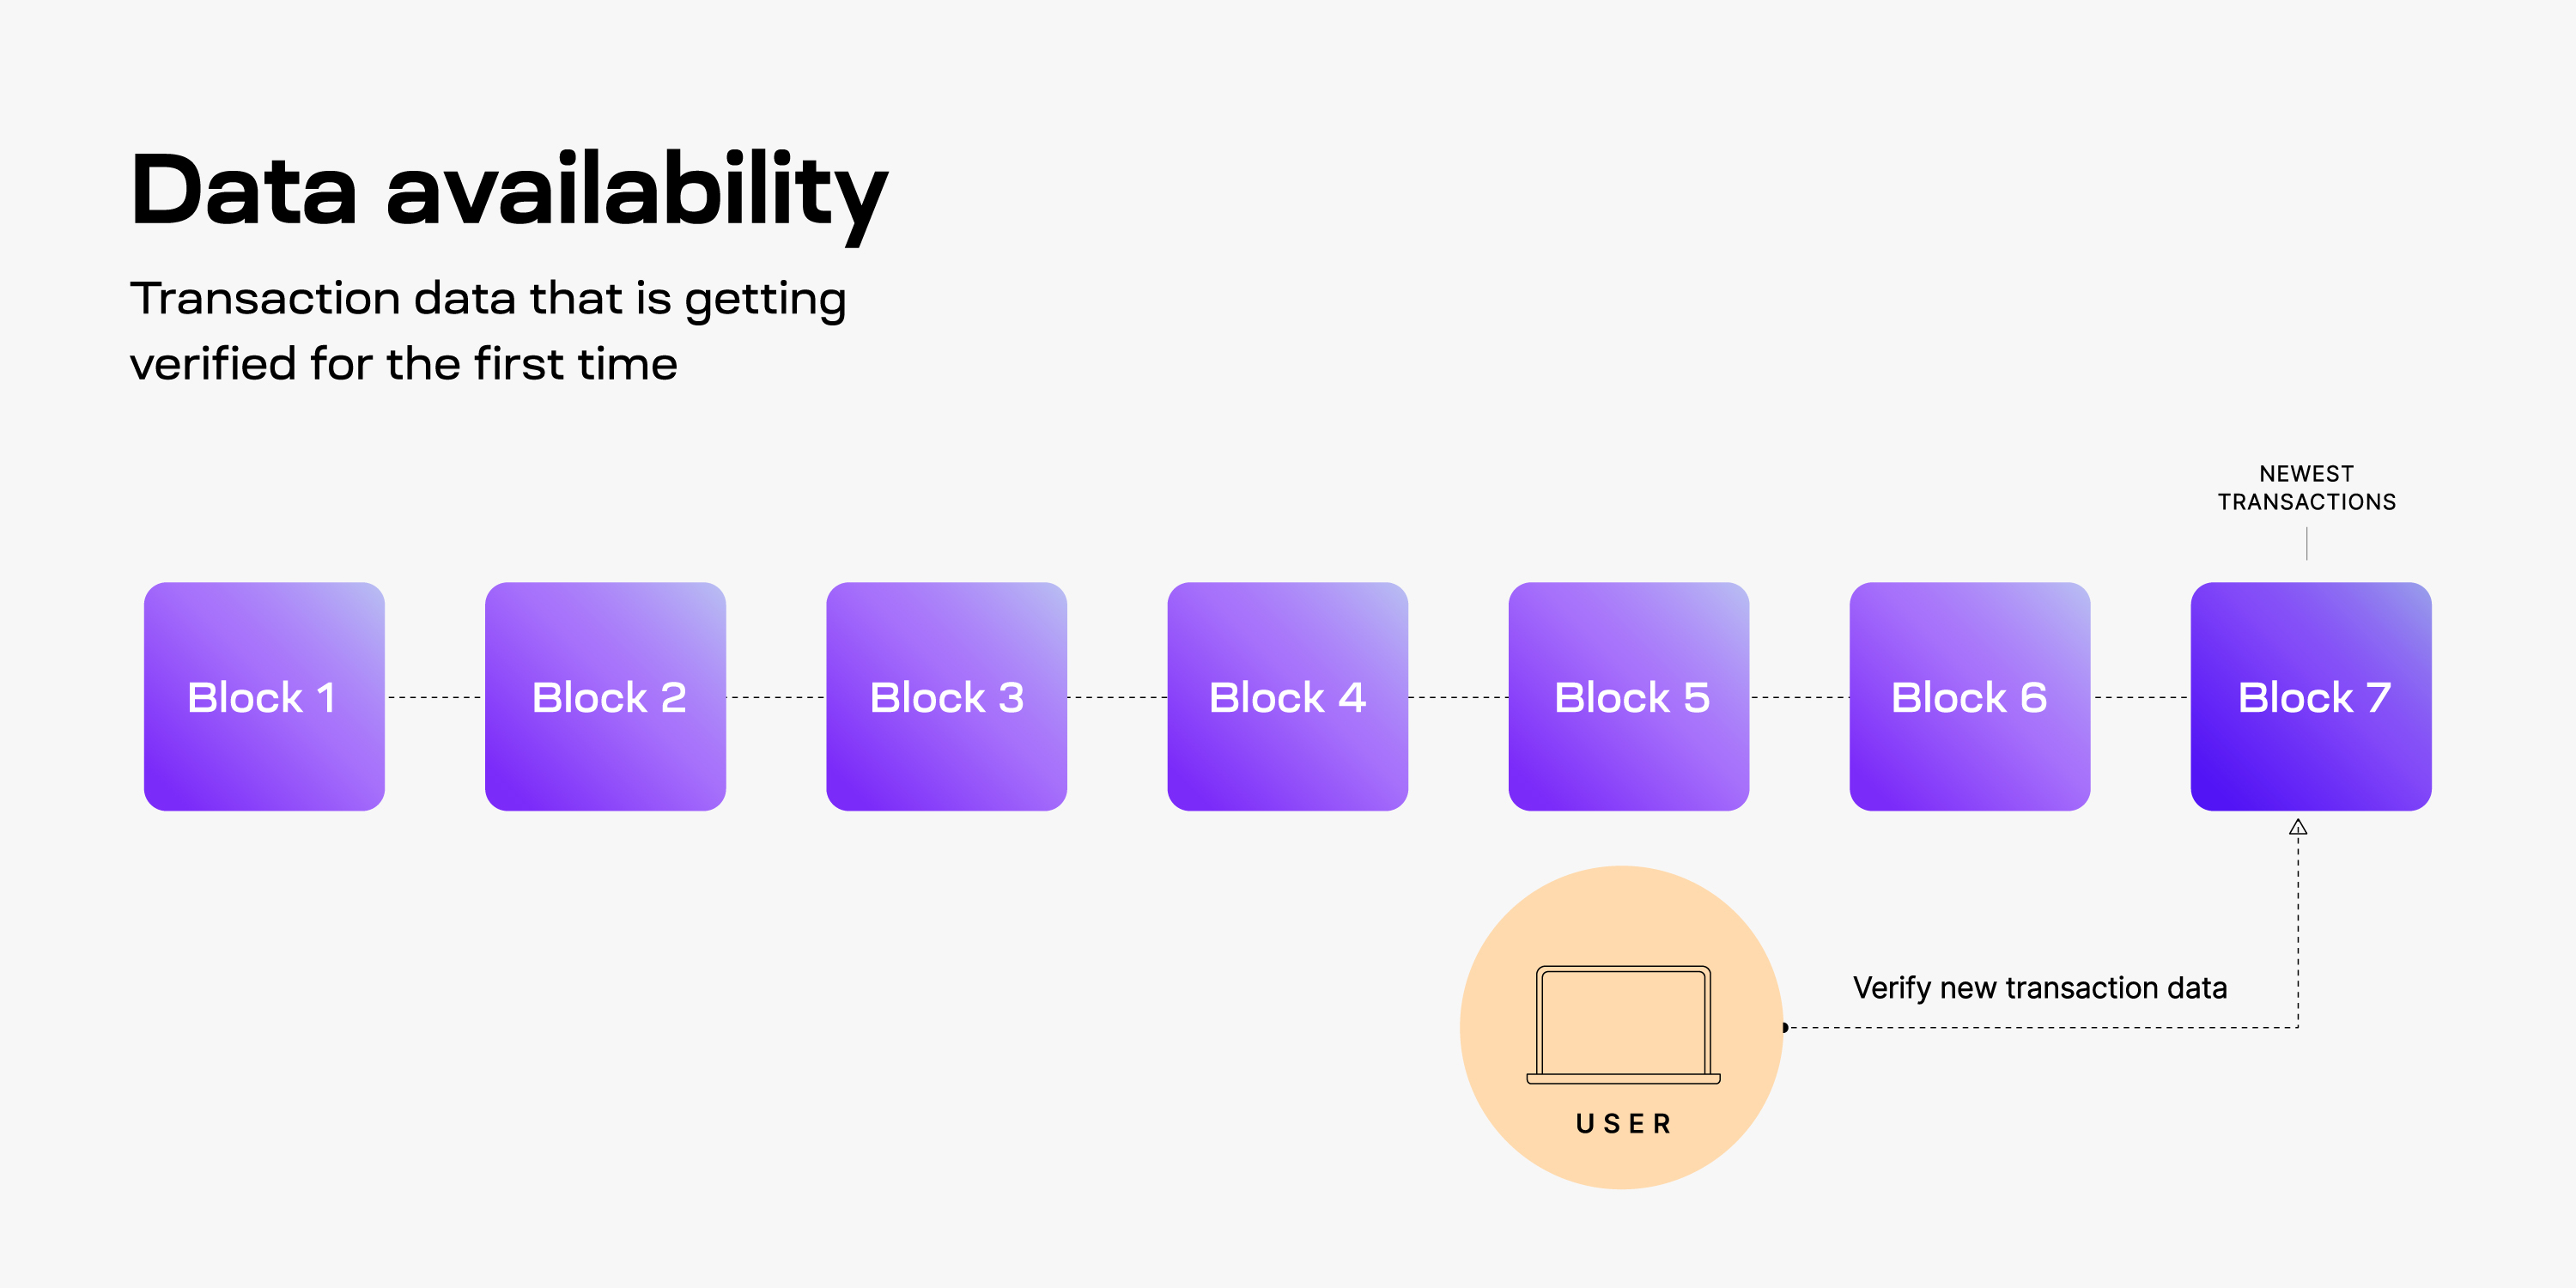 Data availability
Transaction data that is getting
verified for the first time
NEWEST
TRANSACTIONS
Block 1
Block 2
Block 3
Block 4
Block 5
Block 6
Block 7
Verify new transaction data
USER